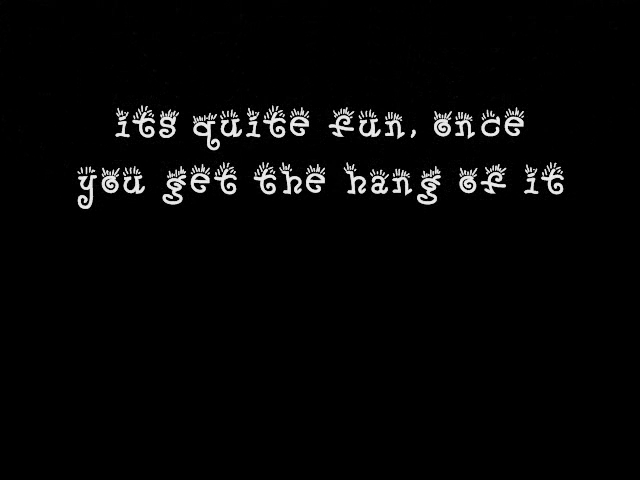 its quite fun, once
you get the hang of it